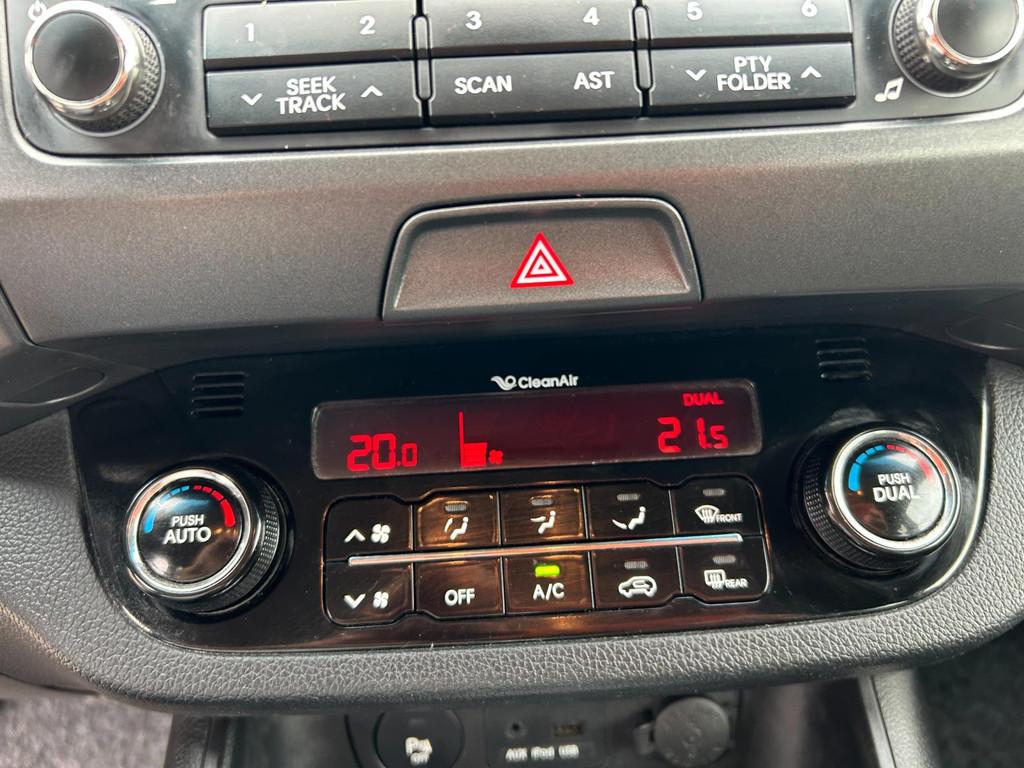 1 2 3 4 5 6
SEEK
TRACK
SCAN AST
PTY
FOLDER
CleanAir
DUAL
20.0 21.5
PUSH
AUTO
PUSH
DUAL
FRONT
OFF A/C REAR
P
OFF
AUX iPod USB